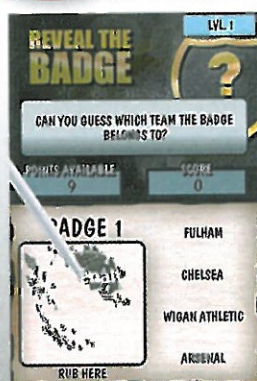 LVL. 1
REVEAL THE
BADGE
?
CAN YOU GUESS WHICH TEAM THE BADGE
BELONGS TO?
POINTS AVAILABLE
9
SCORE
0
BADGE 1
FULHAM
CHELSEA
WIGAN ATHLETIC
ARSENAL
RUB HERE